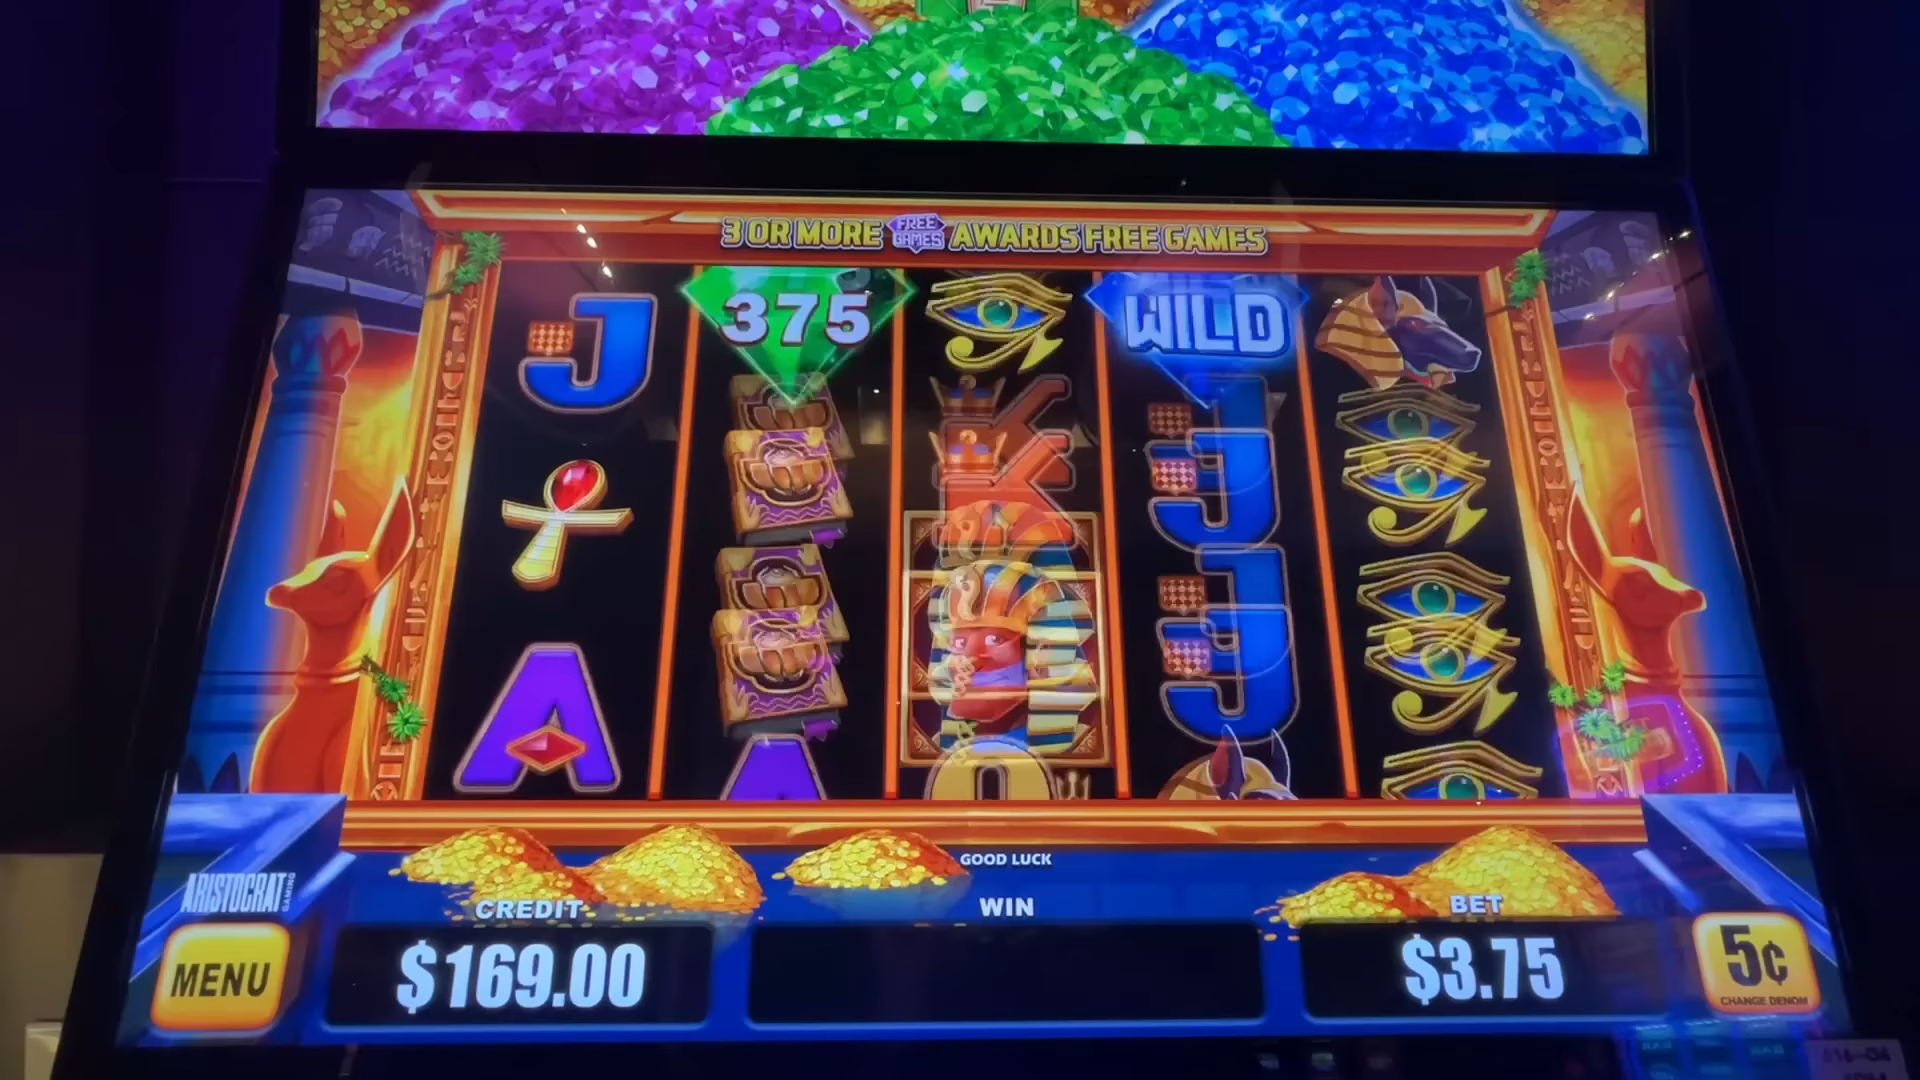 3 OR MORE FREE GAMES AWARDS FREE GAMES
375
WILD
GOOD LUCK
ARISTOCRAT GAMING
CREDIT
WIN
BET
MENU
$169.00
$3.75
5¢
CHANGE DENOM